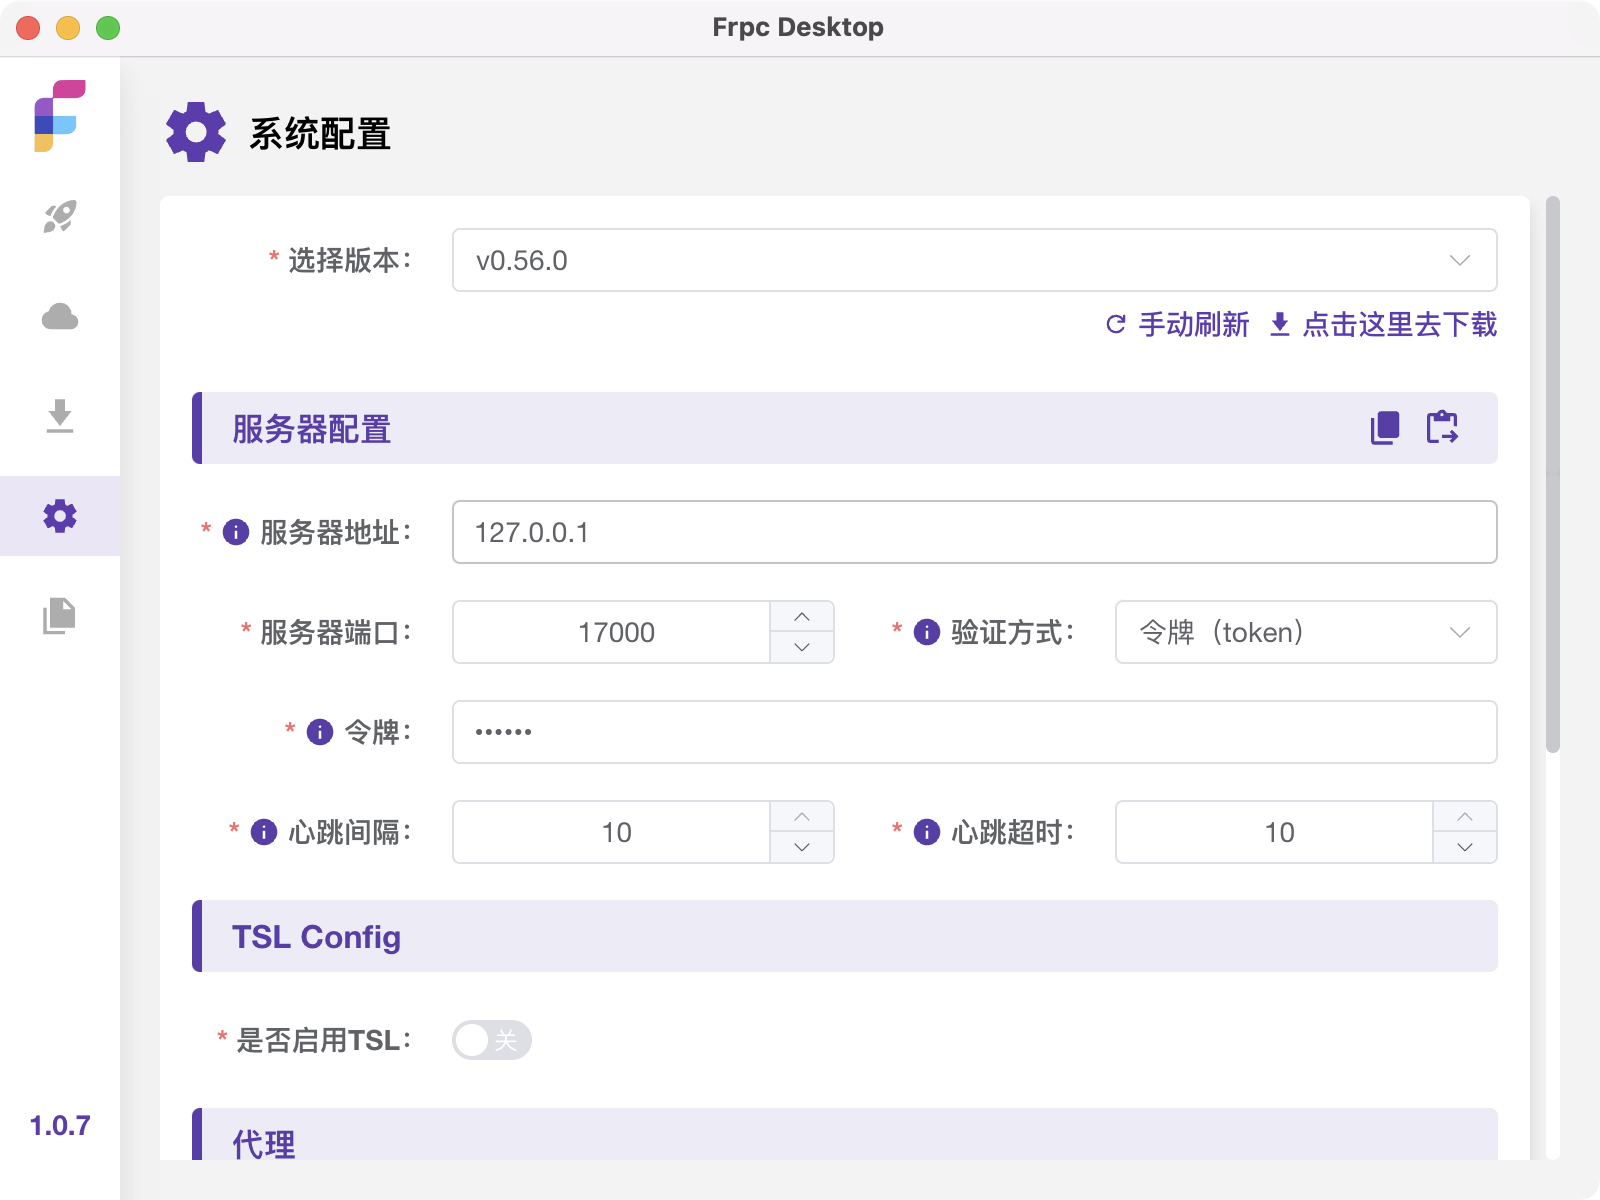 Frpc Desktop
系统配置
* 选择版本: v0.56.0
手动刷新 点击这里去下载
服务器配置
* 服务器地址: 127.0.0.1
* 服务器端口: 17000 * 验证方式: 令牌（token）
* 令牌: ••••••
* 心跳间隔: 10 * 心跳超时: 10
TSL Config
* 是否启用TSL: 关
代理
1.0.7